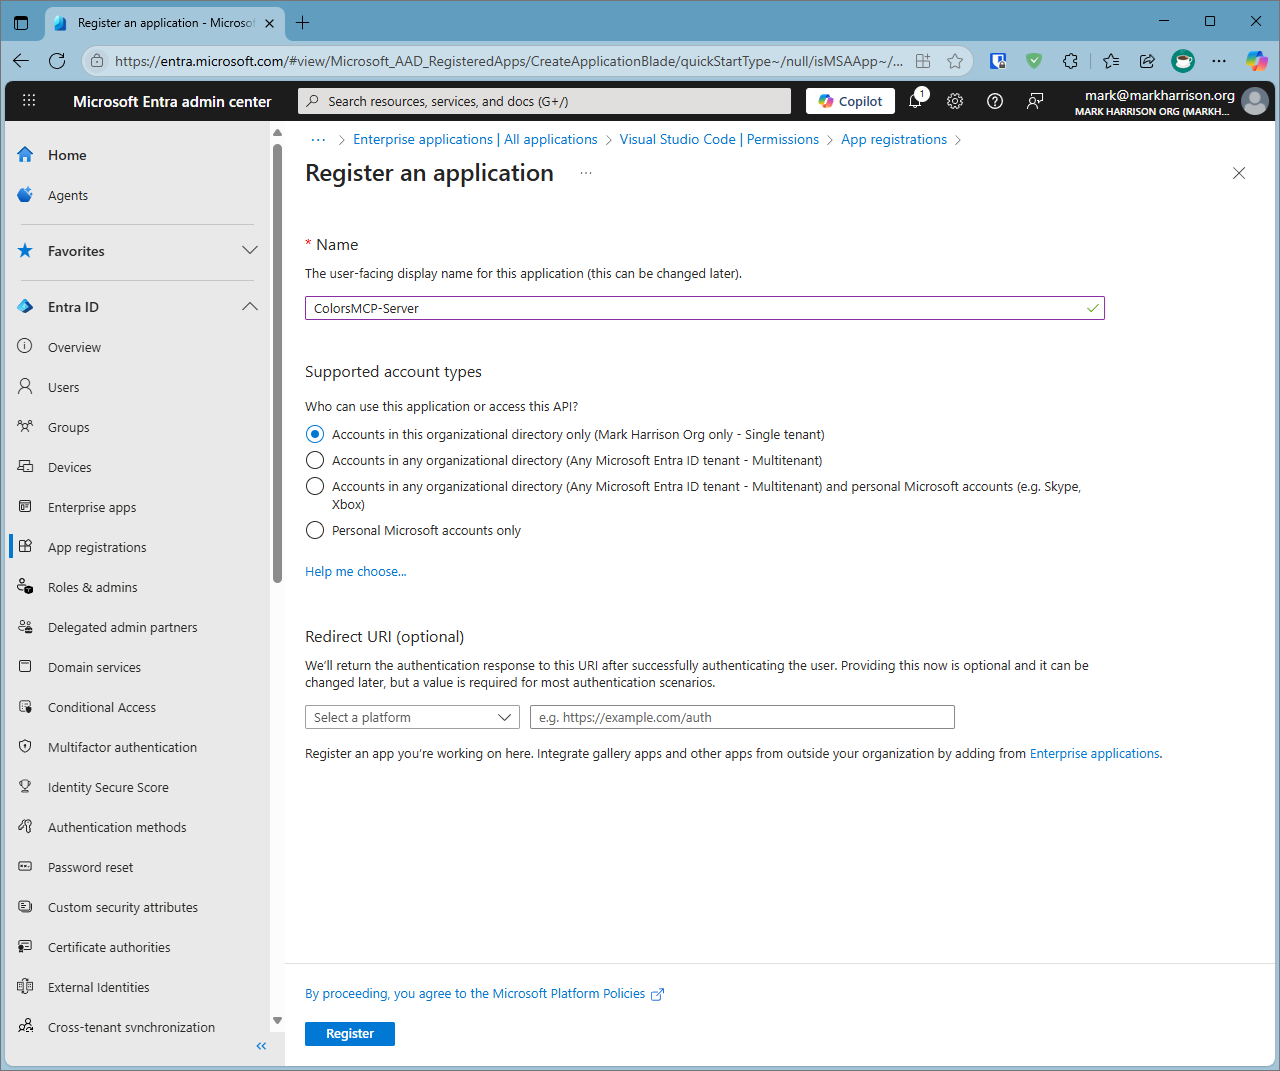 Register an application - Microsof
https://entra.microsoft.com/#view/Microsoft_AAD_RegisteredApps/CreateApplicationBlade/quickStartType~/null/isMSAApp~/...
Microsoft Entra admin center
Search resources, services, and docs (G+/)
Copilot
1
mark@markharrison.org
MARK HARRISON ORG (MARKH...
Home
Agents
Favorites
Entra ID
Overview
Users
Groups
Devices
Enterprise apps
App registrations
Roles & admins
Delegated admin partners
Domain services
Conditional Access
Multifactor authentication
Identity Secure Score
Authentication methods
Password reset
Custom security attributes
Certificate authorities
External Identities
Cross-tenant synchronization
... > Enterprise applications | All applications > Visual Studio Code | Permissions > App registrations >
Register an application ...
* Name
The user-facing display name for this application (this can be changed later).
ColorsMCP-Server
Supported account types
Who can use this application or access this API?
Accounts in this organizational directory only (Mark Harrison Org only - Single tenant)
Accounts in any organizational directory (Any Microsoft Entra ID tenant - Multitenant)
Accounts in any organizational directory (Any Microsoft Entra ID tenant - Multitenant) and personal Microsoft accounts (e.g. Skype,
Xbox)
Personal Microsoft accounts only
Help me choose...
Redirect URI (optional)
We'll return the authentication response to this URI after successfully authenticating the user. Providing this now is optional and it can be
changed later, but a value is required for most authentication scenarios.
Select a platform
e.g. https://example.com/auth
Register an app you're working on here. Integrate gallery apps and other apps from outside your organization by adding from Enterprise applications.
By proceeding, you agree to the Microsoft Platform Policies
Register